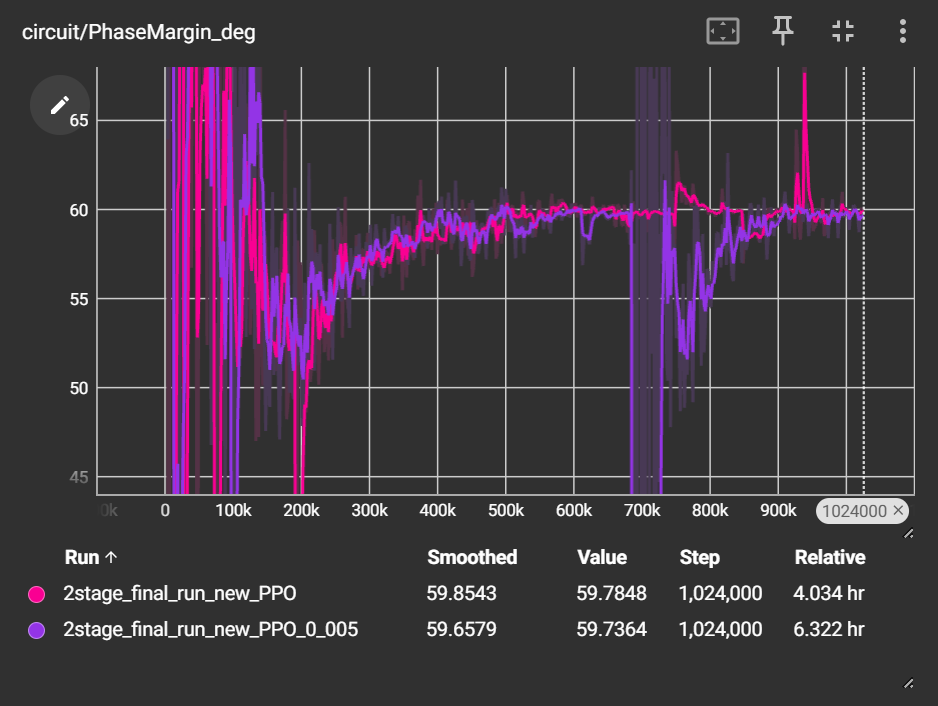 circuit/PhaseMargin_deg
65
60
55
50
45
0k 0 100k 200k 300k 400k 500k 600k 700k 800k 900k 1024000 ×
Run ↑ Smoothed Value Step Relative
2stage_final_run_new_PPO 59.8543 59.7848 1,024,000 4.034 hr
2stage_final_run_new_PPO_0_005 59.6579 59.7364 1,024,000 6.322 hr